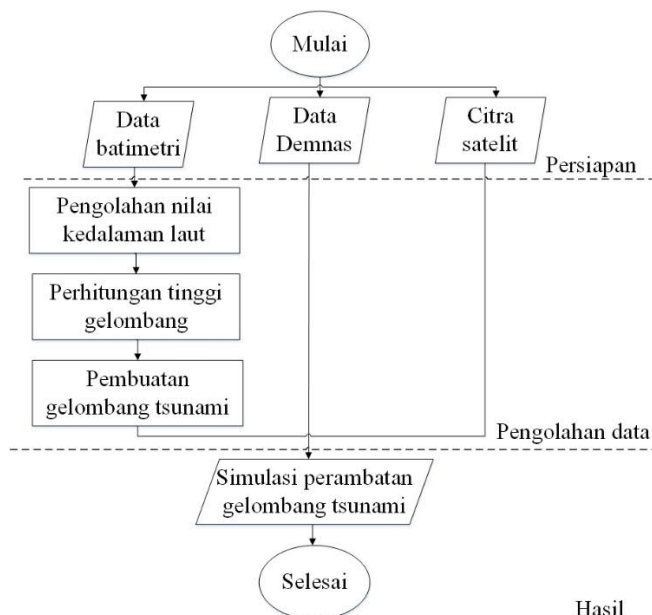 Mulai
Data
batimetri
Data
Demnas
Citra
satelit
Persiapan
Pengolahan nilai
kedalaman laut
Perhitungan tinggi
gelombang
Pembuatan
gelombang tsunami
Pengolahan data
Simulasi perambatan
gelombang tsunami
Selesai
Hasil